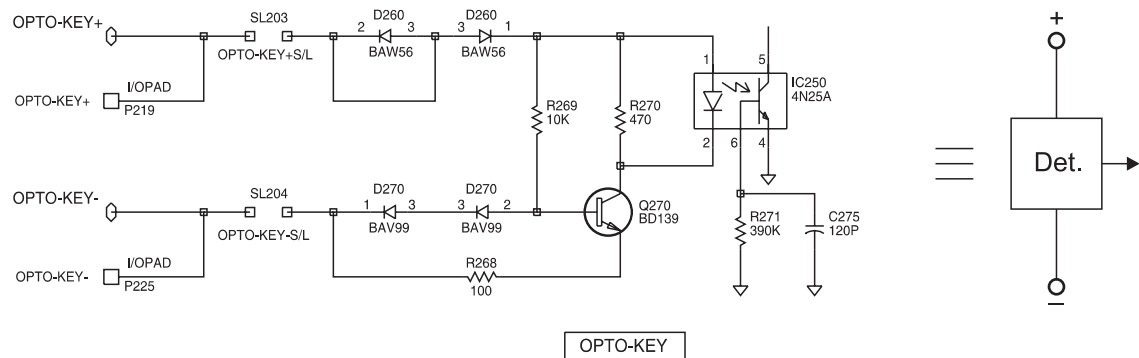 OPTO-KEY+
SL203
OPTO-KEY+S/L
D260
2 3
BAW56
D260
3 1
BAW56
I/OPAD
OPTO-KEY+
P219
R269
10K
R270
470
1 5
IC250
4N25A
2 6 4
OPTO-KEY-
SL204
OPTO-KEY-S/L
D270
1 3
BAV99
D270
3 2
BAV99
Q270
BD139
I/OPAD
OPTO-KEY-
P225
R268
100
R271
390K
C275
120P
+
Det.
–
OPTO-KEY